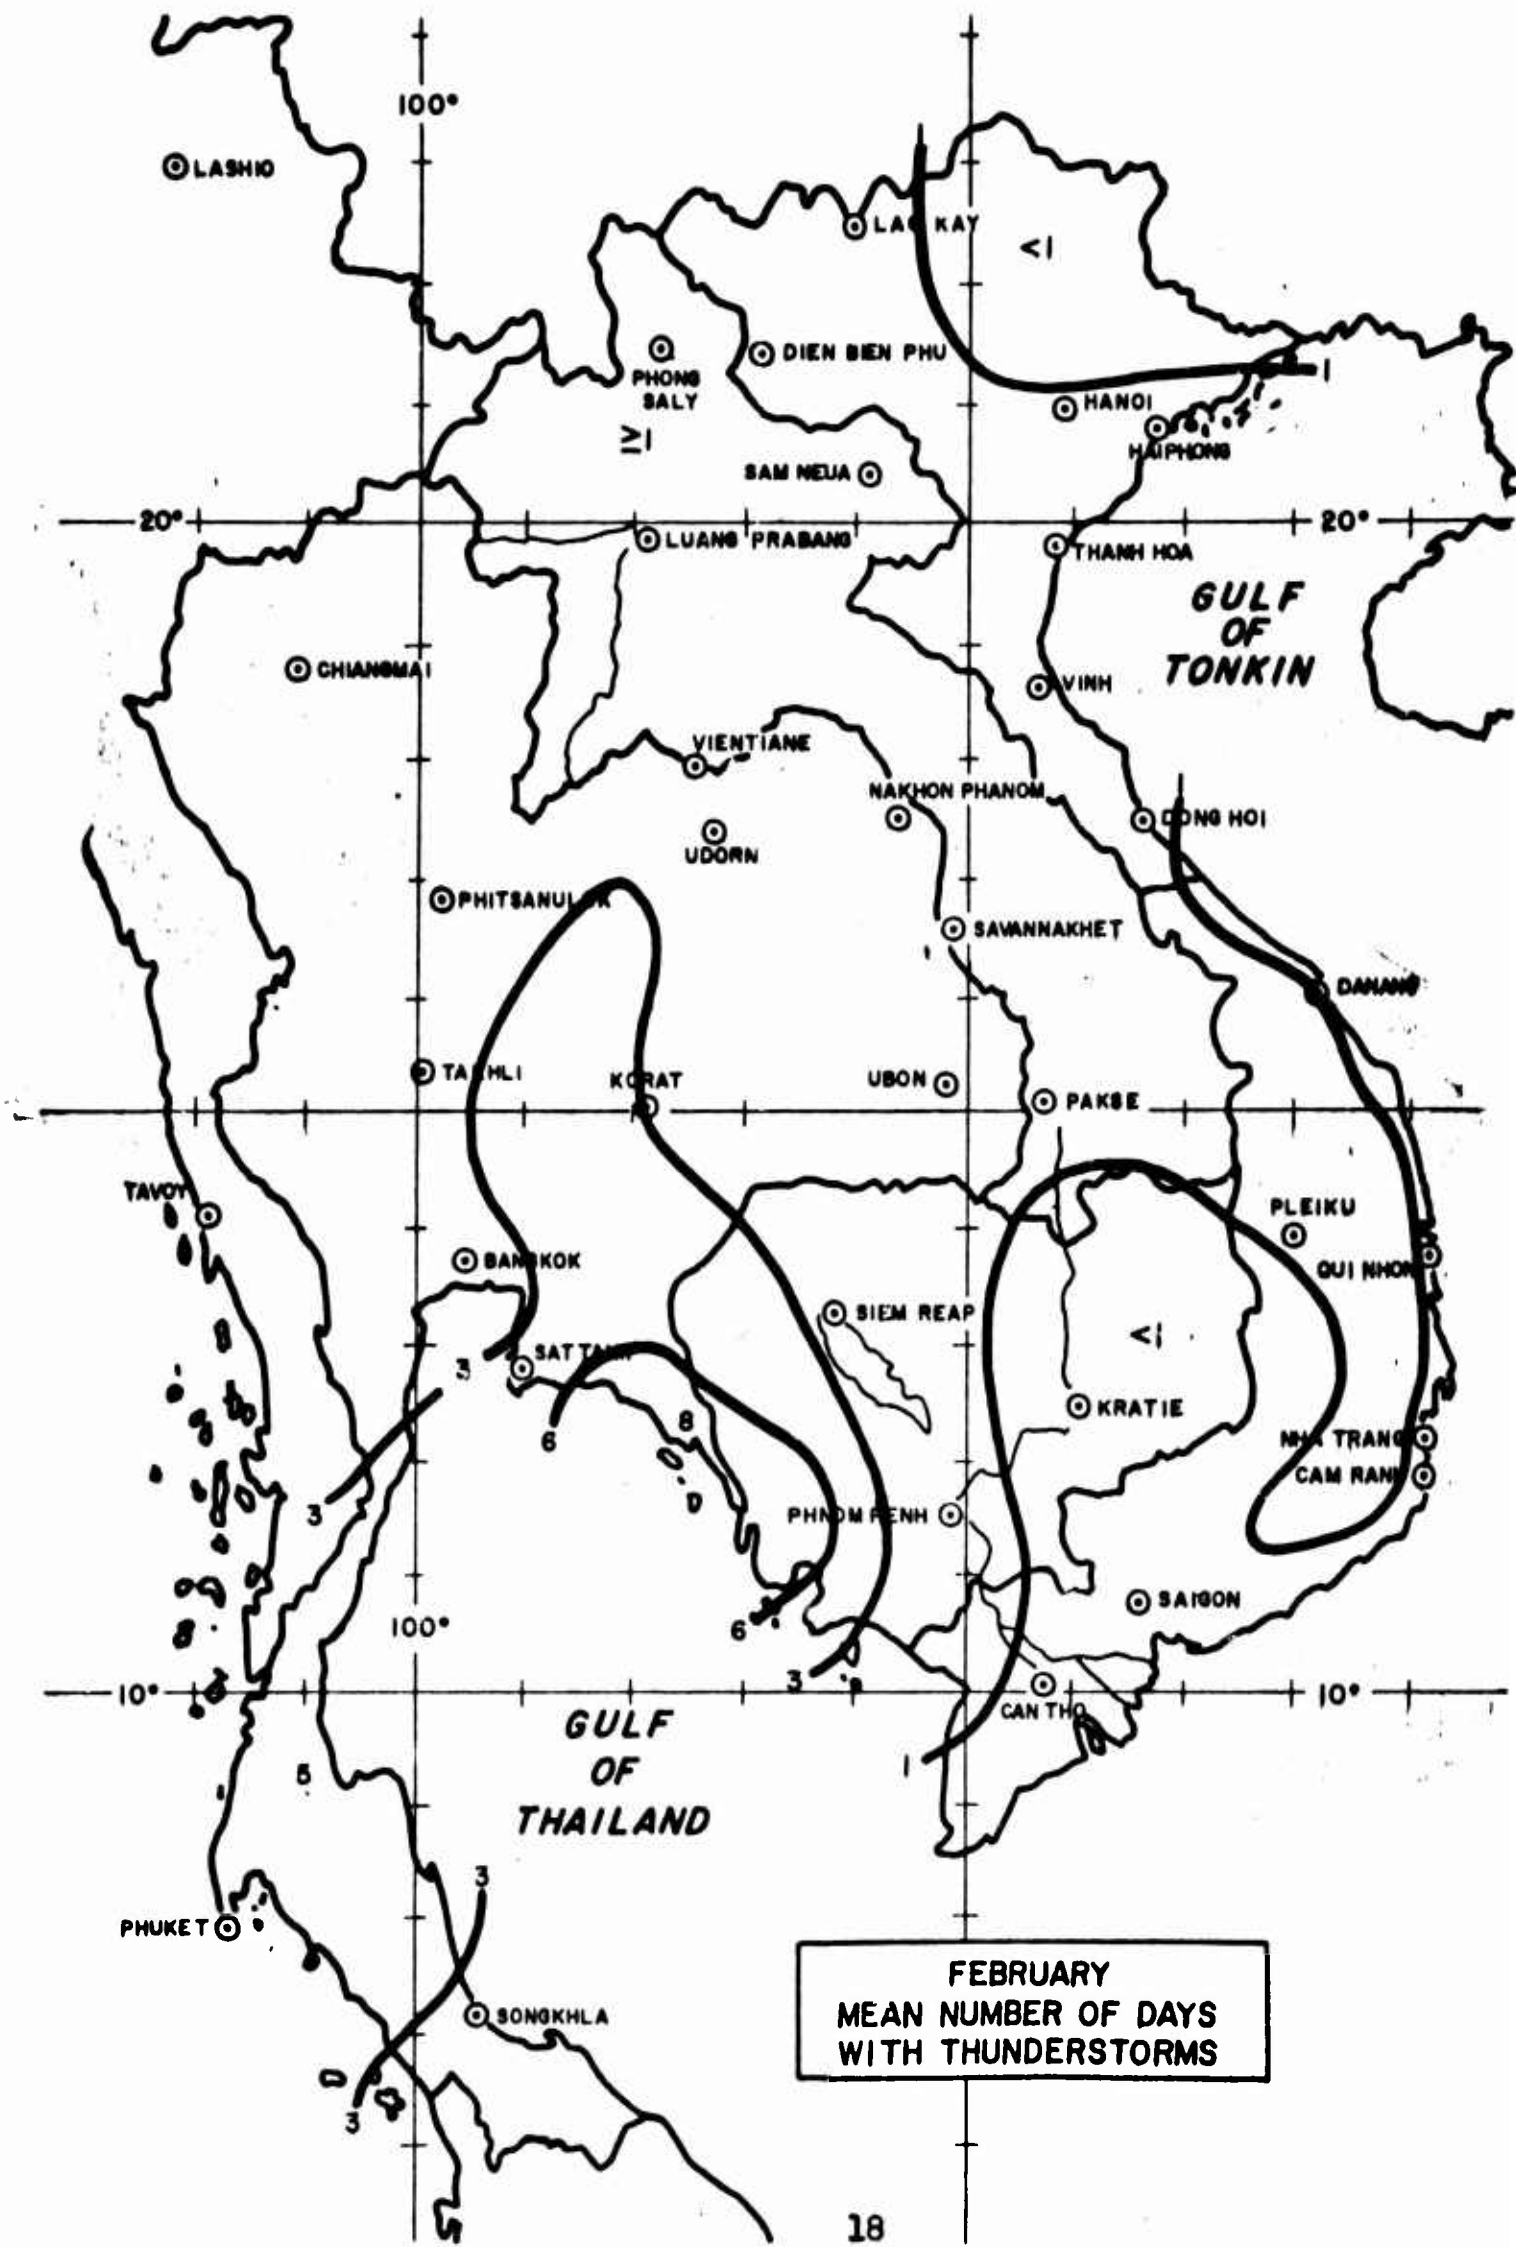 100°
LASHIO
LAO KAY
<1
DIEN BIEN PHU
PHONG
SALY
1
HANOI
HAIPHONG
≥1
SAM NEUA
20°
20°
LUANG PRABANG
THANH HOA
GULF
OF
TONKIN
CHIANGMAI
VINH
VIENTIANE
NAKHON PHANOM
DONG HOI
UDORN
PHITSANULOK
SAVANNAKHET
DANANG
TAKHLI
KORAT
UBON
PAKSE
TAVOY
PLEIKU
BANGKOK
QUI NHON
SIEM REAP
<1
SATTAHIP
3
KRATIE
8
6
NHA TRANG
CAM RANH
3
PHNOM PENH
SAIGON
100°
6
3
10°
10°
CAN THO
GULF
OF
THAILAND
1
5
3
PHUKET
SONGKHLA
3
FEBRUARY
MEAN NUMBER OF DAYS
WITH THUNDERSTORMS
18